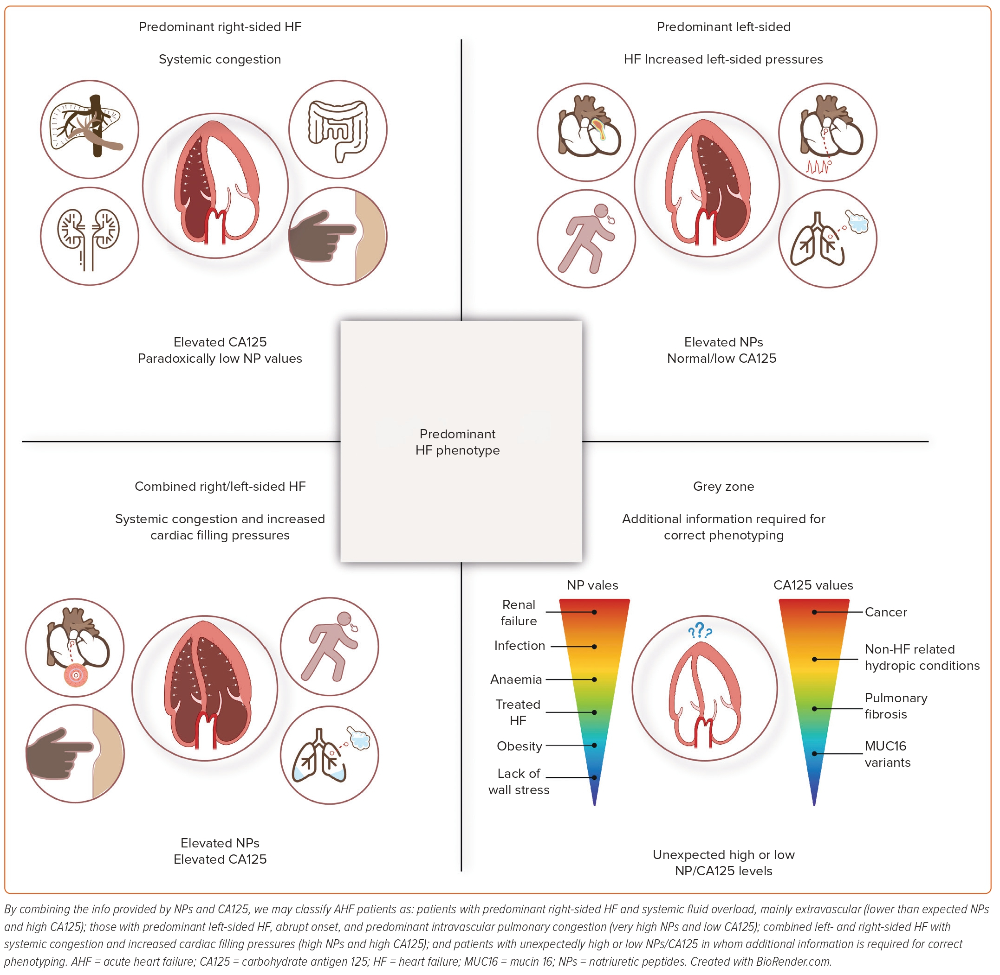 Predominant right-sided HF
Systemic congestion
Elevated CA125
Paradoxically low NP values
Predominant left-sided
HF Increased left-sided pressures
Elevated NPs
Normal/low CA125
Predominant
HF phenotype
Combined right/left-sided HF
Systemic congestion and increased
cardiac filling pressures
Elevated NPs
Elevated CA125
Grey zone
Additional information required for
correct phenotyping
NP vales
Renal
failure
Infection
Anaemia
Treated
HF
Obesity
Lack of
wall stress
???
CA125 values
Cancer
Non-HF related
hydropic conditions
Pulmonary
fibrosis
MUC16
variants
Unexpected high or low
NP/CA125 levels
By combining the info provided by NPs and CA125, we may classify AHF patients as: patients with predominant right-sided HF and systemic fluid overload, mainly extravascular (lower than expected NPs
and high CA125); those with predominant left-sided HF, abrupt onset, and predominant intravascular pulmonary congestion (very high NPs and low CA125); combined left- and right-sided HF with
systemic congestion and increased cardiac filling pressures (high NPs and high CA125); and patients with unexpectedly high or low NPs/CA125 in whom additional information is required for correct
phenotyping. AHF = acute heart failure; CA125 = carbohydrate antigen 125; HF = heart failure; MUC16 = mucin 16; NPs = natriuretic peptides. Created with BioRender.com.